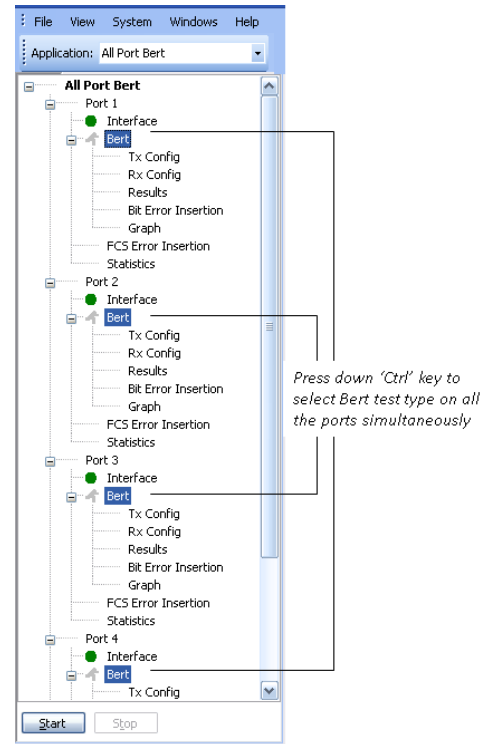 File View System Windows Help
Application: All Port Bert
All Port Bert
Port 1
Interface
Bert
Tx Config
Rx Config
Results
Bit Error Insertion
Graph
FCS Error Insertion
Statistics
Port 2
Interface
Bert
Tx Config
Rx Config
Results
Bit Error Insertion
Graph
FCS Error Insertion
Statistics
Port 3
Interface
Bert
Tx Config
Rx Config
Results
Bit Error Insertion
Graph
FCS Error Insertion
Statistics
Port 4
Interface
Bert
Tx Config
Start Stop
Press down ‘Ctrl’ key to
select Bert test type on all
the ports simultaneously